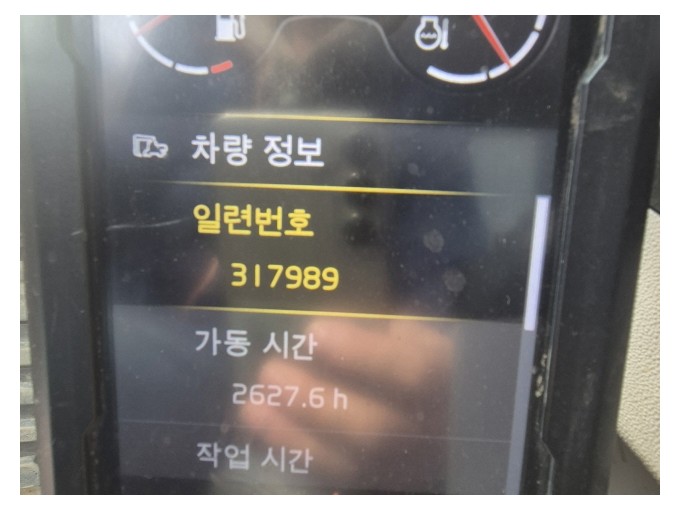 차량 정보
일련번호
317989
가동 시간
2627.6 h
작업 시간